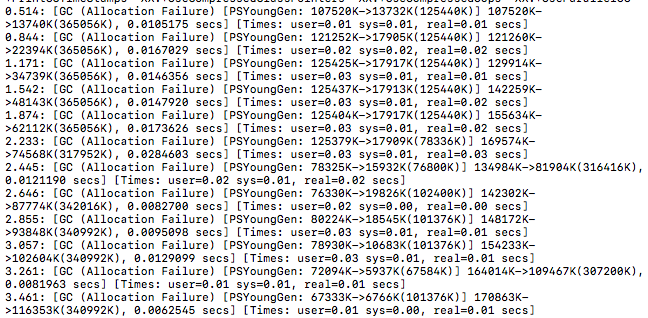 0.514: [GC (Allocation Failure) [PSYoungGen: 107520K->13732K(125440K)] 107520K-
>13740K(365056K), 0.0105175 secs] [Times: user=0.01 sys=0.01, real=0.01 secs]
0.844: [GC (Allocation Failure) [PSYoungGen: 121252K->17905K(125440K)] 121260K-
>22394K(365056K), 0.0167029 secs] [Times: user=0.02 sys=0.02, real=0.02 secs]
1.171: [GC (Allocation Failure) [PSYoungGen: 125425K->17917K(125440K)] 129914K-
>34739K(365056K), 0.0146356 secs] [Times: user=0.03 sys=0.01, real=0.01 secs]
1.542: [GC (Allocation Failure) [PSYoungGen: 125437K->17913K(125440K)] 142259K-
>48143K(365056K), 0.0147920 secs] [Times: user=0.03 sys=0.01, real=0.02 secs]
1.874: [GC (Allocation Failure) [PSYoungGen: 125404K->17917K(125440K)] 155634K-
>62112K(365056K), 0.0173626 secs] [Times: user=0.03 sys=0.01, real=0.02 secs]
2.233: [GC (Allocation Failure) [PSYoungGen: 125379K->17909K(78336K)] 169574K-
>74568K(317952K), 0.0284603 secs] [Times: user=0.03 sys=0.01, real=0.03 secs]
2.445: [GC (Allocation Failure) [PSYoungGen: 78325K->15932K(76800K)] 134984K->81904K(316416K),
0.0121190 secs] [Times: user=0.02 sys=0.01, real=0.02 secs]
2.646: [GC (Allocation Failure) [PSYoungGen: 76330K->19826K(102400K)] 142302K-
>87774K(342016K), 0.0082700 secs] [Times: user=0.02 sys=0.00, real=0.00 secs]
2.855: [GC (Allocation Failure) [PSYoungGen: 80224K->18545K(101376K)] 148172K-
>93848K(340992K), 0.0095098 secs] [Times: user=0.03 sys=0.01, real=0.01 secs]
3.057: [GC (Allocation Failure) [PSYoungGen: 78930K->10683K(101376K)] 154233K-
>102604K(340992K), 0.0129099 secs] [Times: user=0.03 sys=0.01, real=0.01 secs]
3.261: [GC (Allocation Failure) [PSYoungGen: 72094K->5937K(67584K)] 164014K->109467K(307200K),
0.0081963 secs] [Times: user=0.01 sys=0.01, real=0.01 secs]
3.461: [GC (Allocation Failure) [PSYoungGen: 67333K->6766K(101376K)] 170863K-
>116353K(340992K), 0.0062545 secs] [Times: user=0.01 sys=0.00, real=0.01 secs]